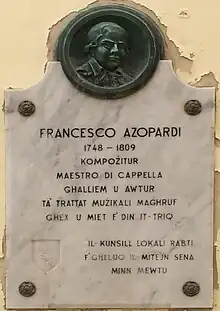 FRANCESCO AZOPARDI
1748 - 1809
KOMPOŻITUR
MAESTRO DI CAPPELLA
GĦALLIEM U AWTUR
TA' TRATTAT MUŻIKALI MAGĦRUF
GĦEX U MIET F' DIN IT-TRIQ
IL-KUNSILL LOKALI RABTI
F'GĦELUQ IL-MITEJN SENA
MINN MEWTU